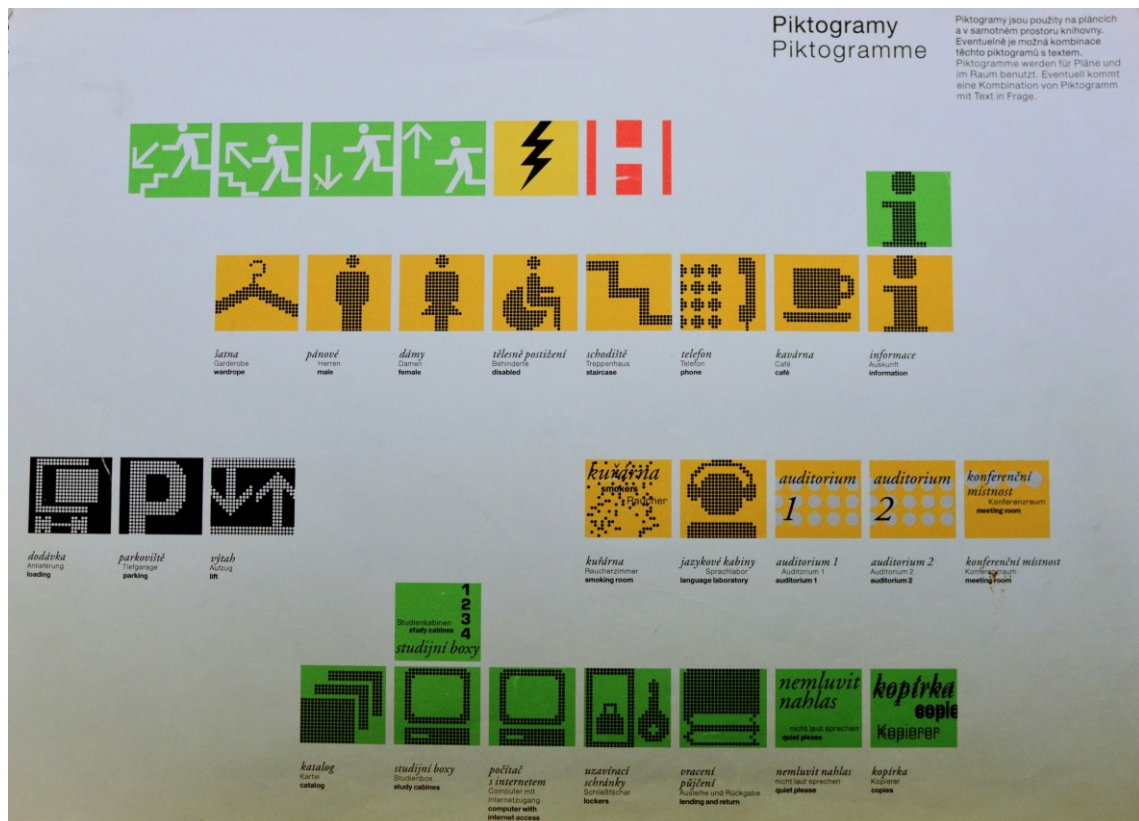 Piktogramy
Piktogramme
Piktogramy jsou použity na pláncích
a v samotném prostoru knihovny.
Eventuelně je možná kombinace
těchto piktogramů s textem.
Piktogramme werden für Pläne und
im Raum benutzt. Eventuell kommt
eine Kombination von Piktogramm
mit Text in Frage.
šatna
Garderobe
wardrope
pánové
Herren
male
dámy
Damen
female
tělesně postižení
Behinderte
disabled
schodiště
Treppenhaus
staircase
telefon
Telefon
phone
kavárna
Café
café
informace
Auskunft
information
P
kuřárna
smokers
Raucher
auditorium
1
auditorium
2
konferenční
místnost
Konferenzraum
meeting room
dodávka
Anlieferung
loading
parkoviště
Tiefgarage
parking
výtah
Aufzug
lift
kuřárna
Raucherzimmer
smoking room
jazykové kabiny
Sprachlabor
language laboratory
auditorium 1
Auditorium 1
auditorium 1
auditorium 2
Auditorium 2
auditorium 2
konferenční místnost
Konferenzraum
meeting room
1
2
3
4
Studienkabinen
study cabines
studijní boxy
nemluvit
nahlas
nicht laut sprechen
quiet please
kopírka
copie
Kopierer
katalog
Kartei
catalog
studijní boxy
Studienbox
study cabines
počítač
s internetem
Computer mit
Internetzugang
computer with
internet access
uzavírací
schránky
Schließfächer
lockers
vracení
půjčení
Ausleihe und Rückgabe
lending and return
nemluvit nahlas
nicht laut sprechen
quiet please
kopírka
Kopierer
copies